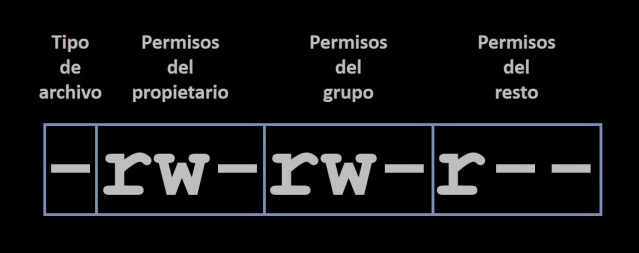 Tipo de archivo
Permisos del propietario
Permisos del grupo
Permisos del resto
-rw-rw-r--